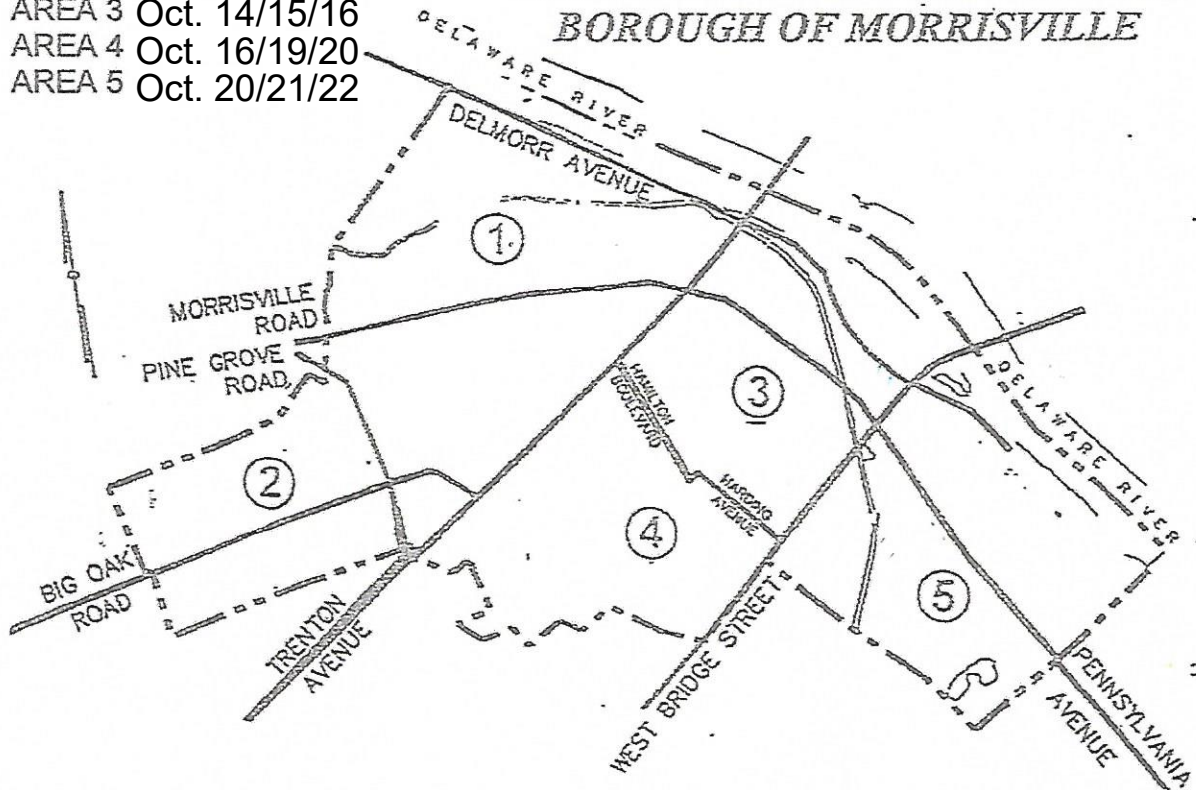 AREA 3 Oct. 14/15/16
AREA 4 Oct. 16/19/20
AREA 5 Oct. 20/21/22
BOROUGH OF MORRISVILLE
DELAWARE RIVER
DELMORR AVENUE
1
MORRISVILLE
ROAD
PINE GROVE
ROAD
HAMILTON
BOULEVARD
3
DELAWARE RIVER
2
HARDING
AVENUE
4
BIG OAK
ROAD
5
TRENTON
AVENUE
WEST BRIDGE STREET
PENNSYLVANIA
AVENUE